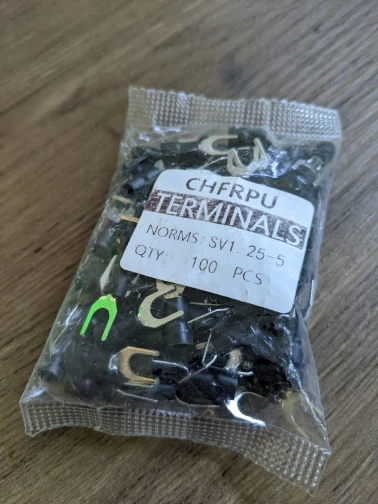 CHFRPU
TERMINALS
NORMS: SV1. 25-5
QTY: 100 PCS